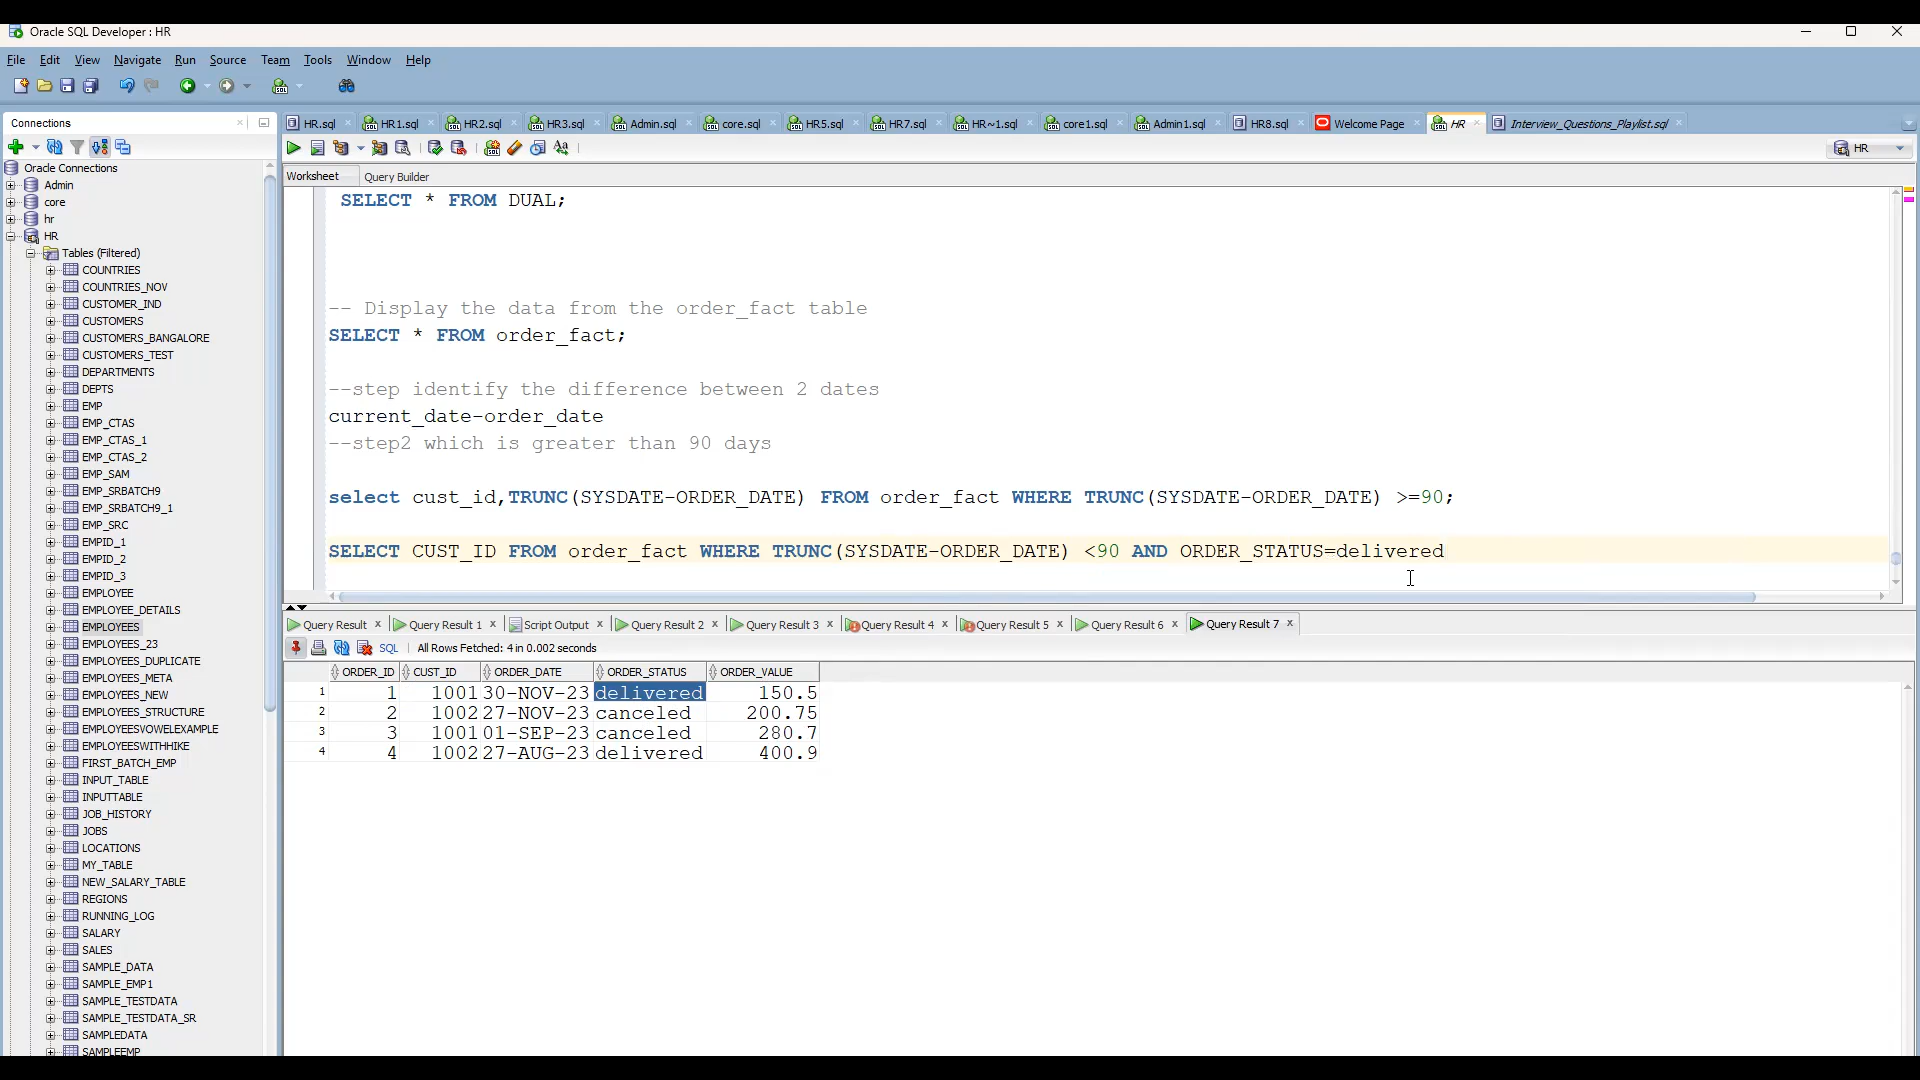 Oracle SQL Developer : HR
File Edit View Navigate Run Source Team Tools Window Help
Connections
HR.sql HR1.sql HR2.sql HR3.sql Admin.sql core.sql HR5.sql HR7.sql HR~1.sql core1.sql Admin1.sql HR8.sql Welcome Page HR Interview_Questions_Playlist.sql
HR
Worksheet Query Builder
Oracle Connections
Admin
core
hr
HR
Tables (Filtered)
COUNTRIES
COUNTRIES_NOV
CUSTOMER_IND
CUSTOMERS
CUSTOMERS_BANGALORE
CUSTOMERS_TEST
DEPARTMENTS
DEPTS
EMP
EMP_CTAS
EMP_CTAS_1
EMP_CTAS_2
EMP_SAM
EMP_SRBATCH9
EMP_SRBATCH9_1
EMP_SRC
EMPID_1
EMPID_2
EMPID_3
EMPLOYEE
EMPLOYEE_DETAILS
EMPLOYEES
EMPLOYEES_23
EMPLOYEES_DUPLICATE
EMPLOYEES_META
EMPLOYEES_NEW
EMPLOYEES_STRUCTURE
EMPLOYEESVOWELEXAMPLE
EMPLOYEESWITHHIKE
FIRST_BATCH_EMP
INPUT_TABLE
INPUTTABLE
JOB_HISTORY
JOBS
LOCATIONS
MY_TABLE
NEW_SALARY_TABLE
REGIONS
RUNNING_LOG
SALARY
SALES
SAMPLE_DATA
SAMPLE_EMP1
SAMPLE_TESTDATA
SAMPLE_TESTDATA_SR
SAMPLEDATA
SAMPLEEMP
SELECT * FROM DUAL;
-- Display the data from the order_fact table
SELECT * FROM order_fact;
--step identify the difference between 2 dates
current_date-order_date
--step2 which is greater than 90 days
select cust_id,TRUNC(SYSDATE-ORDER_DATE) FROM order_fact WHERE TRUNC(SYSDATE-ORDER_DATE) >=90;
SELECT CUST_ID FROM order_fact WHERE TRUNC(SYSDATE-ORDER_DATE) <90 AND ORDER_STATUS=delivered
Query Result Query Result 1 Script Output Query Result 2 Query Result 3 Query Result 4 Query Result 5 Query Result 6 Query Result 7
SQL All Rows Fetched: 4 in 0.002 seconds
ORDER_ID CUST_ID ORDER_DATE ORDER_STATUS ORDER_VALUE
1 1 1001 30-NOV-23 delivered 150.5
2 2 1002 27-NOV-23 canceled 200.75
3 3 1001 01-SEP-23 canceled 280.7
4 4 1002 27-AUG-23 delivered 400.9